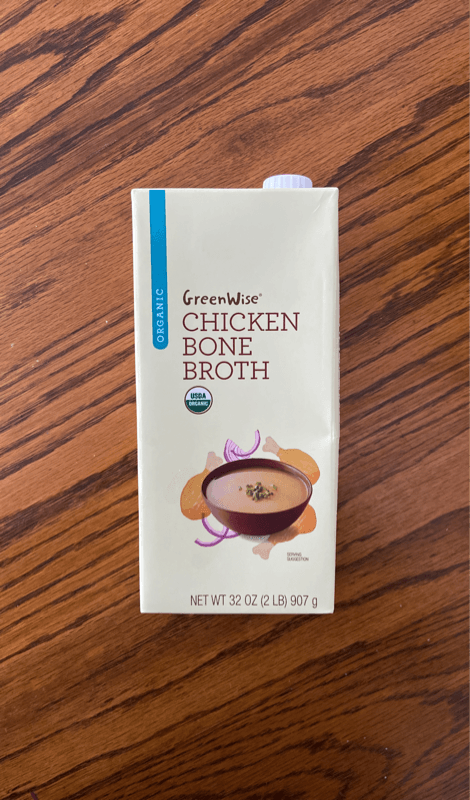 ORGANIC
GreenWise®
CHICKEN
BONE
BROTH
USDA
ORGANIC
SERVING
SUGGESTION
NET WT 32 OZ (2 LB) 907 g